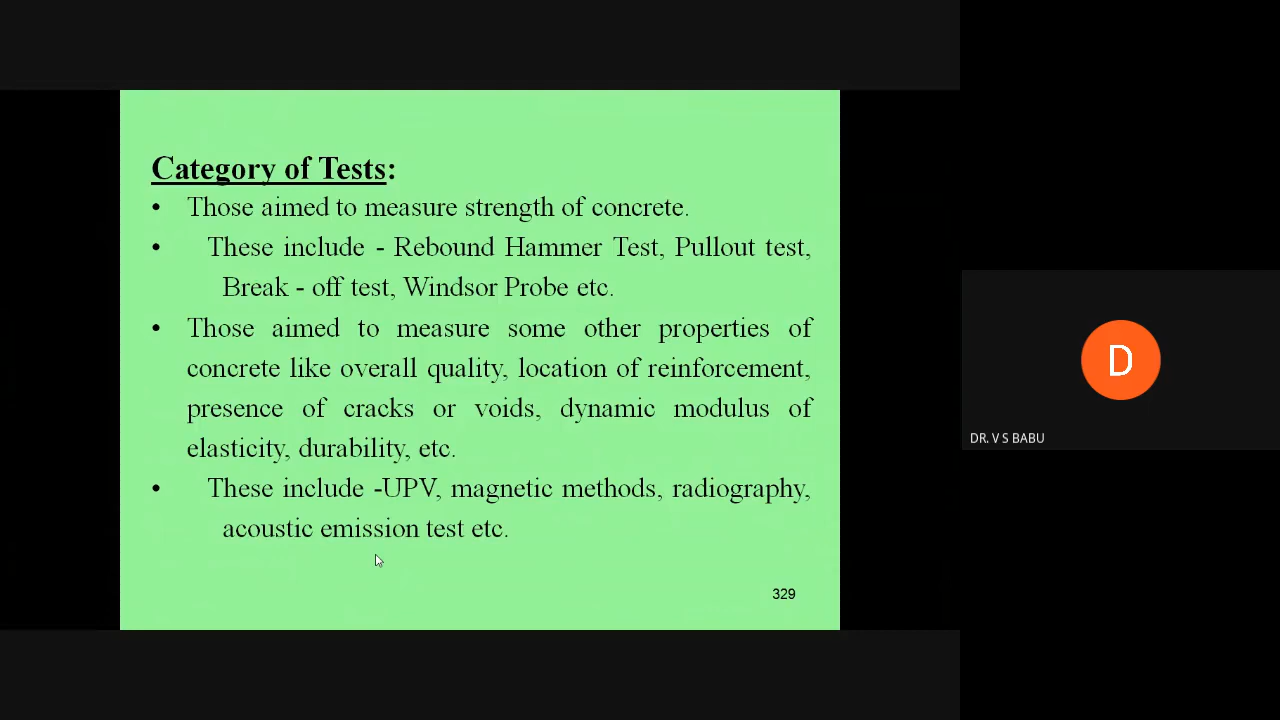 Category of Tests:
• Those aimed to measure strength of concrete.
• These include - Rebound Hammer Test, Pullout test,
Break - off test, Windsor Probe etc.
• Those aimed to measure some other properties of
concrete like overall quality, location of reinforcement,
presence of cracks or voids, dynamic modulus of
elasticity, durability, etc.
• These include -UPV, magnetic methods, radiography,
acoustic emission test etc.
329
D
DR. V S BABU